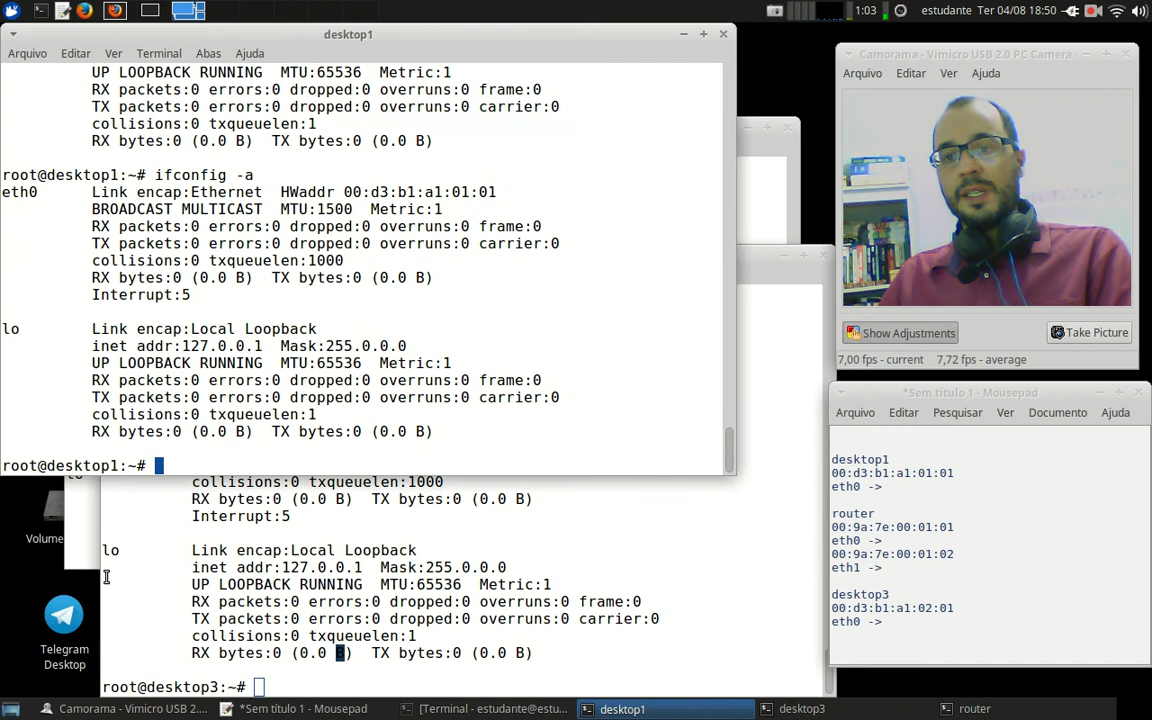 1:03
estudante Ter 04/08 18:50
desktop1
Arquivo Editar Ver Terminal Abas Ajuda
UP LOOPBACK RUNNING MTU:65536 Metric:1
RX packets:0 errors:0 dropped:0 overruns:0 frame:0
TX packets:0 errors:0 dropped:0 overruns:0 carrier:0
collisions:0 txqueuelen:1
RX bytes:0 (0.0 B) TX bytes:0 (0.0 B)
root@desktop1:~# ifconfig -a
eth0 Link encap:Ethernet HWaddr 00:d3:b1:a1:01:01
BROADCAST MULTICAST MTU:1500 Metric:1
RX packets:0 errors:0 dropped:0 overruns:0 frame:0
TX packets:0 errors:0 dropped:0 overruns:0 carrier:0
collisions:0 txqueuelen:1000
RX bytes:0 (0.0 B) TX bytes:0 (0.0 B)
Interrupt:5
lo Link encap:Local Loopback
inet addr:127.0.0.1 Mask:255.0.0.0
UP LOOPBACK RUNNING MTU:65536 Metric:1
RX packets:0 errors:0 dropped:0 overruns:0 frame:0
TX packets:0 errors:0 dropped:0 overruns:0 carrier:0
collisions:0 txqueuelen:1
RX bytes:0 (0.0 B) TX bytes:0 (0.0 B)
root@desktop1:~#
collisions:0 txqueuelen:1000
RX bytes:0 (0.0 B) TX bytes:0 (0.0 B)
Interrupt:5
lo Link encap:Local Loopback
inet addr:127.0.0.1 Mask:255.0.0.0
UP LOOPBACK RUNNING MTU:65536 Metric:1
RX packets:0 errors:0 dropped:0 overruns:0 frame:0
TX packets:0 errors:0 dropped:0 overruns:0 carrier:0
collisions:0 txqueuelen:1
RX bytes:0 (0.0 B) TX bytes:0 (0.0 B)
root@desktop3:~#
Volume
Telegram
Desktop
Camorama - Vimicro USB 2.0 PC Camera
Arquivo Editar Ver Ajuda
Show Adjustments Take Picture
7,00 fps - current 7,72 fps - average
*Sem título 1 - Mousepad
Arquivo Editar Pesquisar Ver Documento Ajuda
desktop1
00:d3:b1:a1:01:01
eth0 ->
router
00:9a:7e:00:01:01
eth0 ->
00:9a:7e:00:01:02
eth1 ->
desktop3
00:d3:b1:a1:02:01
eth0 ->
Camorama - Vimicro USB 2.... *Sem título 1 - Mousepad [Terminal - estudante@estu... desktop1 desktop3 router